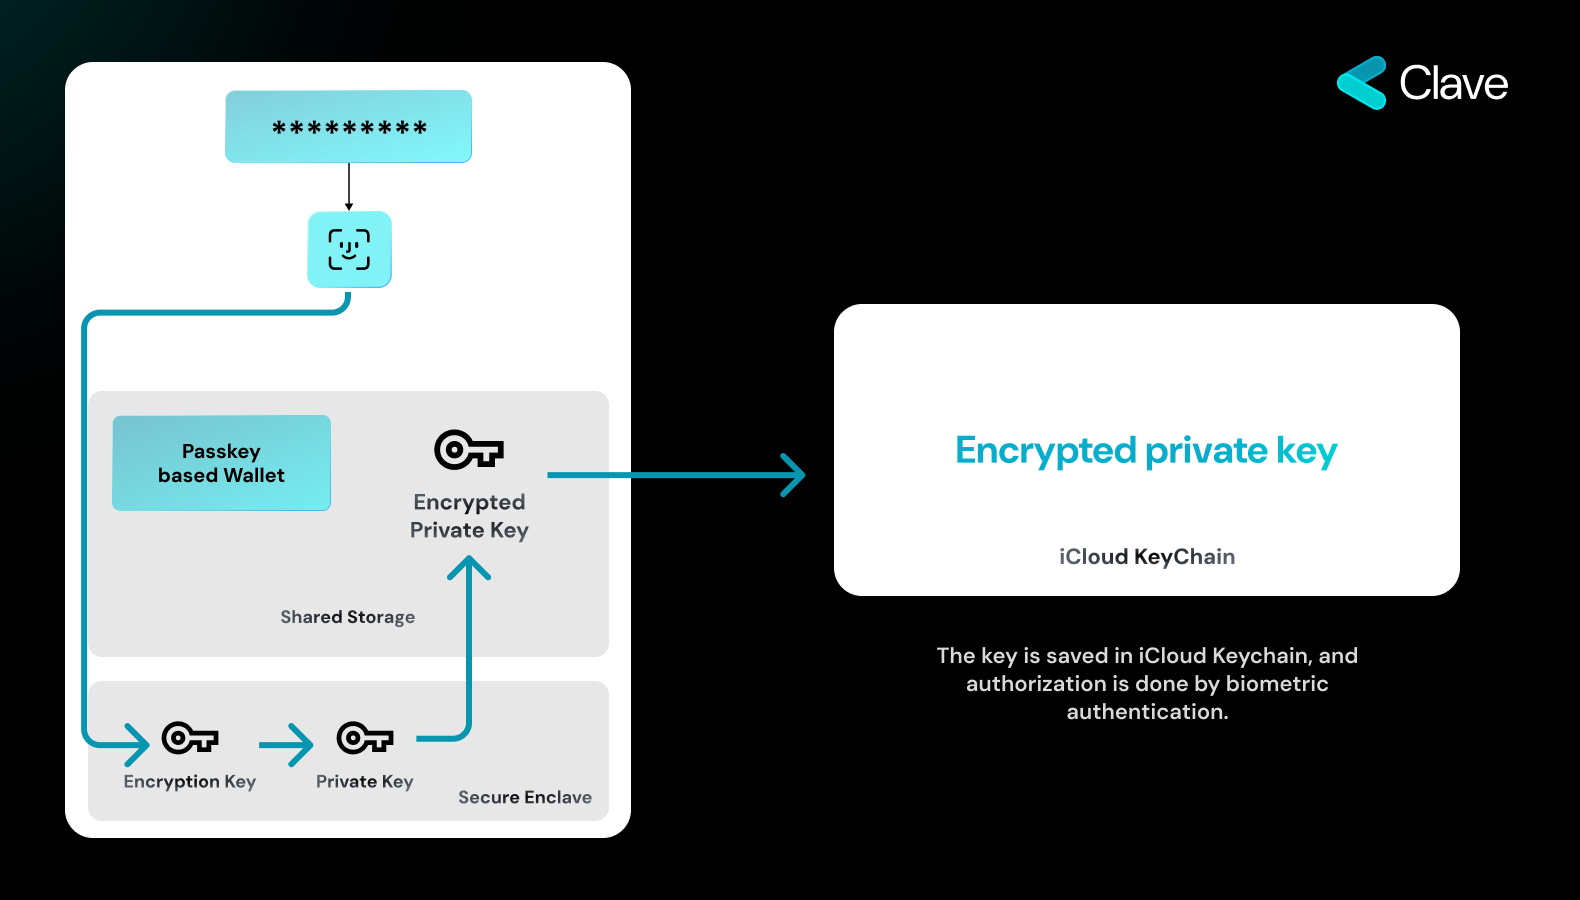 *********
Clave
Passkey
based Wallet
Encrypted
Private Key
Shared Storage
Encryption Key
Private Key
Secure Enclave
Encrypted private key
iCloud KeyChain
The key is saved in iCloud Keychain, and
authorization is done by biometric
authentication.